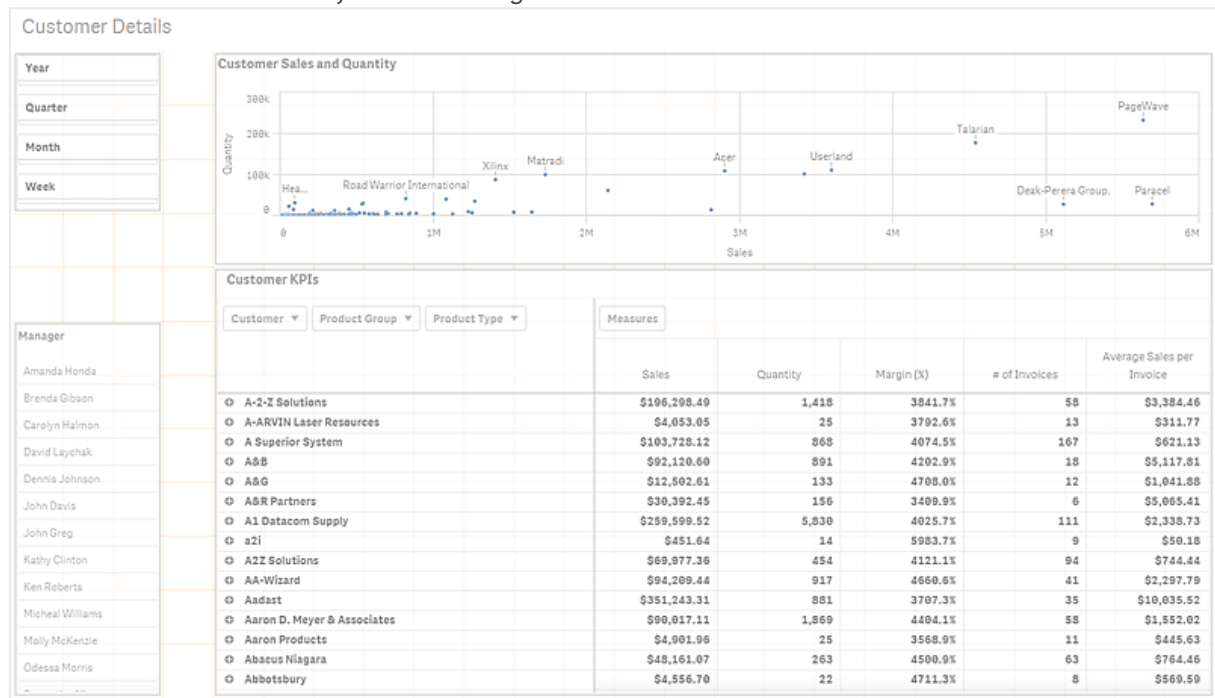 Customer Details
Year
Quarter
Month
Week
Manager
Amanda Honda
Brenda Gibson
Carolyn Halmon
David Laychak
Dennis Johnson
John Davis
John Greg
Kathy Clinton
Ken Roberts
Micheal Williams
Molly McKenzie
Odessa Morris
Customer Sales and Quantity
Quantity
300k
200k
100k
0
PageWave
Talarian
Acer
Userland
Xilinx
Matradi
Hea...
Road Warrior International
Deak-Perera Group.
Paracel
0 1M 2M 3M 4M 5M 6M
Sales
Customer KPIs
Customer Product Group Product Type Measures
Sales Quantity Margin (%) # of Invoices Average Sales per Invoice
A-2-Z Solutions $196,298.49 1,418 3841.7% 58 $3,384.46
A-ARVIN Laser Resources $4,053.05 25 3792.6% 13 $311.77
A Superior System $103,728.12 868 4074.5% 167 $621.13
A&B $92,120.60 891 4202.9% 18 $5,117.81
A&G $12,502.61 133 4708.0% 12 $1,041.88
A&R Partners $30,392.45 156 3409.9% 6 $5,065.41
A1 Datacom Supply $259,599.52 5,830 4025.7% 111 $2,338.73
a2i $451.64 14 5983.7% 9 $50.18
A2Z Solutions $69,977.36 454 4121.1% 94 $744.44
AA-Wizard $94,209.44 917 4660.6% 41 $2,297.79
Aadast $351,243.31 881 3707.3% 35 $10,035.52
Aaron D. Meyer & Associates $90,017.11 1,869 4404.1% 58 $1,552.02
Aaron Products $4,901.96 25 3568.9% 11 $445.63
Abacus Niagara $48,161.07 263 4500.9% 63 $764.46
Abbotsbury $4,556.70 22 4711.3% 8 $569.59